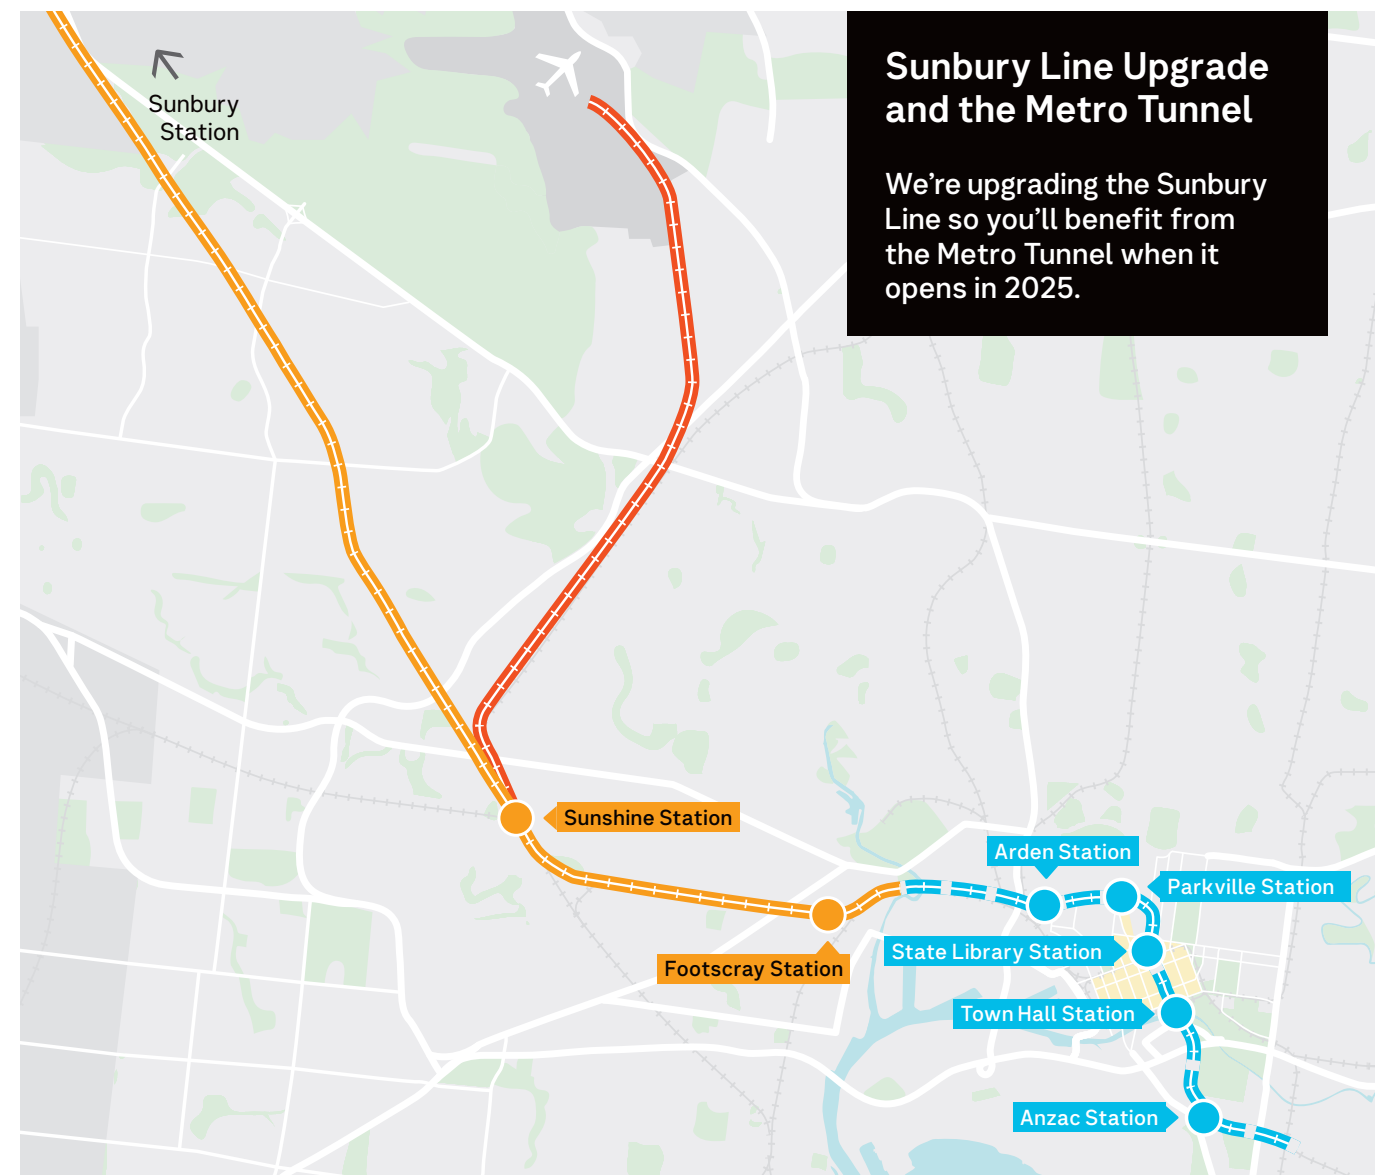 Sunbury Line Upgrade
and the Metro Tunnel
We’re upgrading the Sunbury
Line so you’ll benefit from
the Metro Tunnel when it
opens in 2025.
Sunbury
Station
Sunshine Station
Arden Station
Parkville Station
State Library Station
Footscray Station
Town Hall Station
Anzac Station